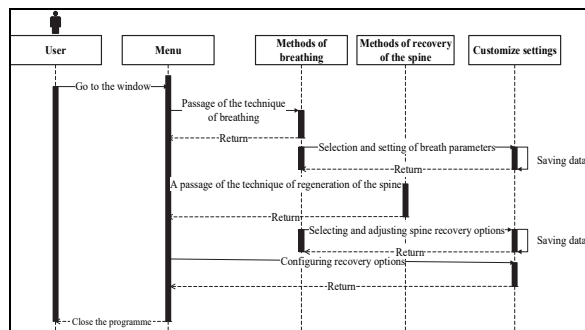 User
Menu
Methods of
breathing
Methods of recovery
of the spine
Customize settings
Go to the window
Passage of the technique
of breathing
Return
Selection and setting of breath parameters
Saving data
Return
A passage of the technique of regeneration of the spine
Return
Selecting and adjusting spine recovery options
Saving data
Return
Configuring recovery options
Return
Close the programme